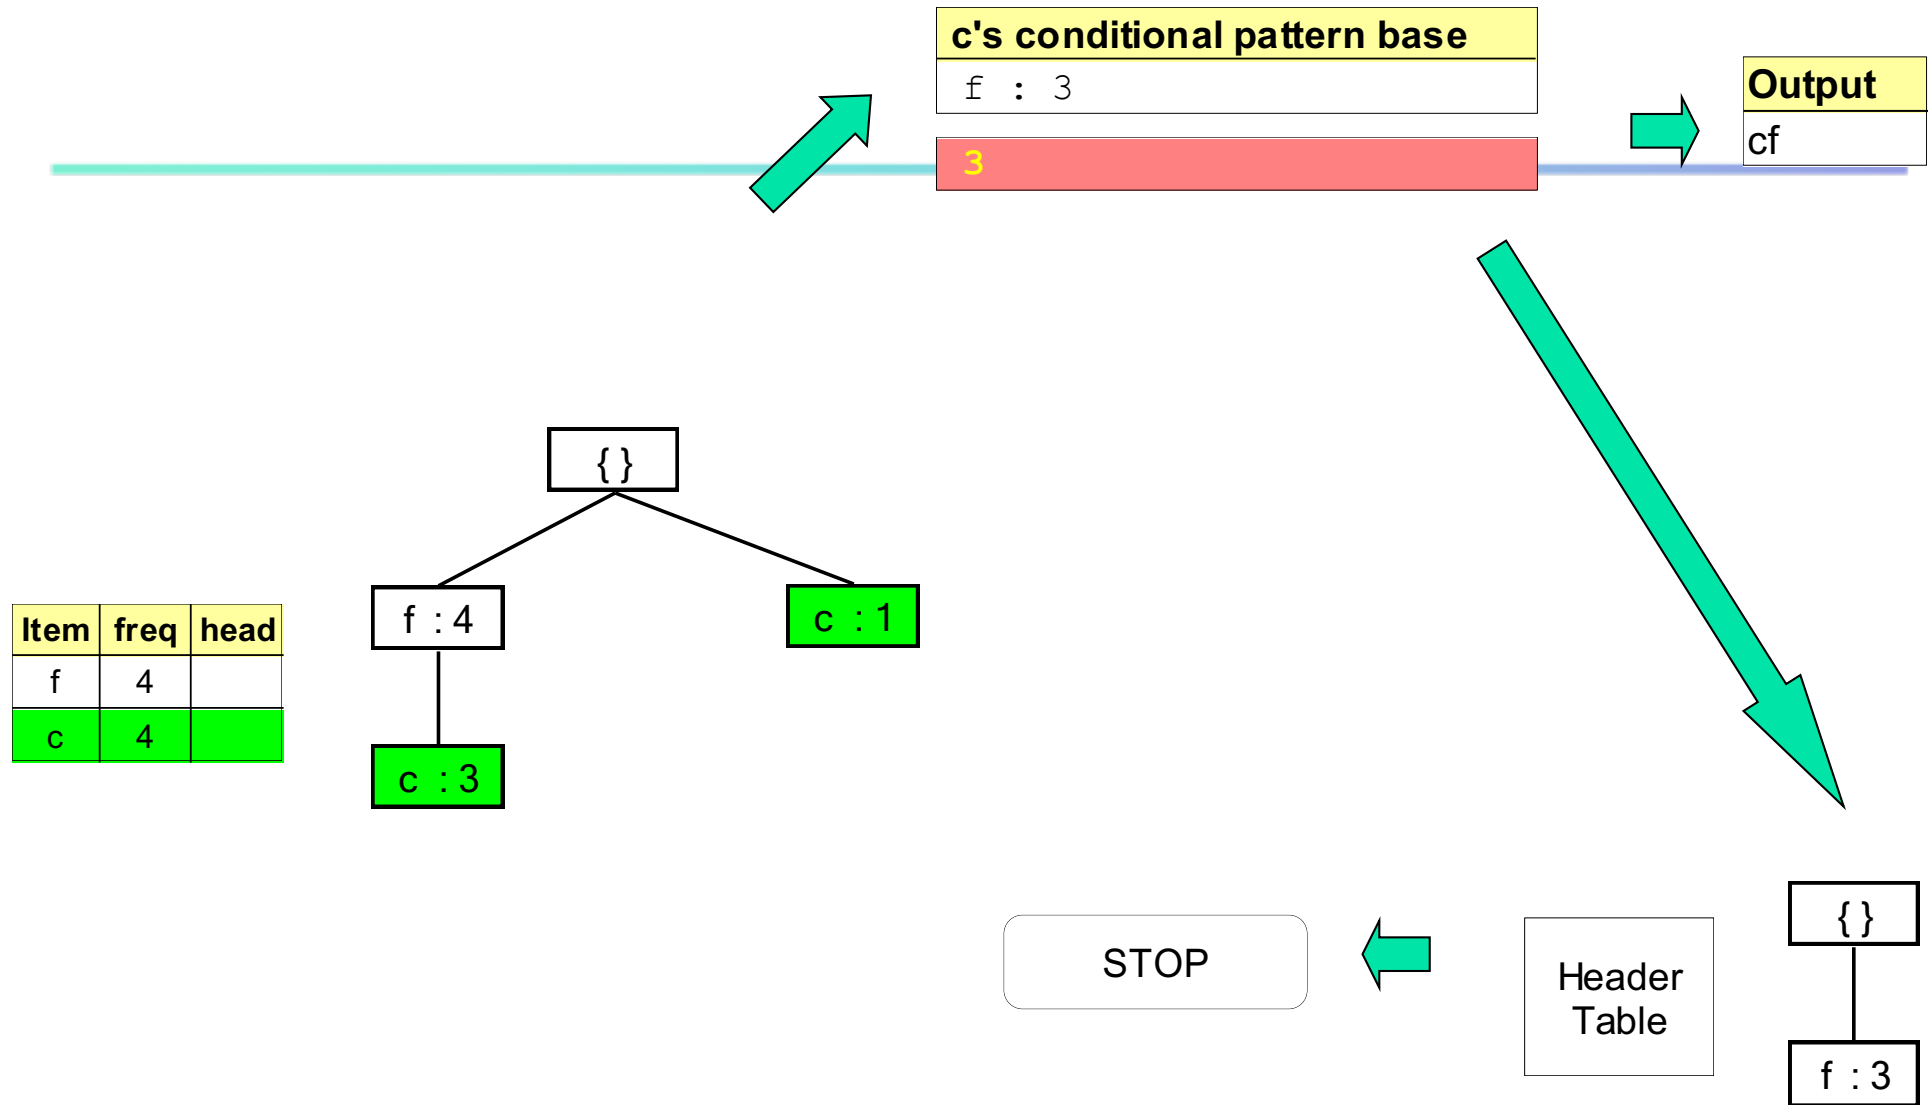 c's conditional pattern base
f : 3
3
Output
cf
{ }
f : 4
c : 1
Item freq head
f 4
c 4
c : 3
STOP
Header
Table
{ }
f : 3